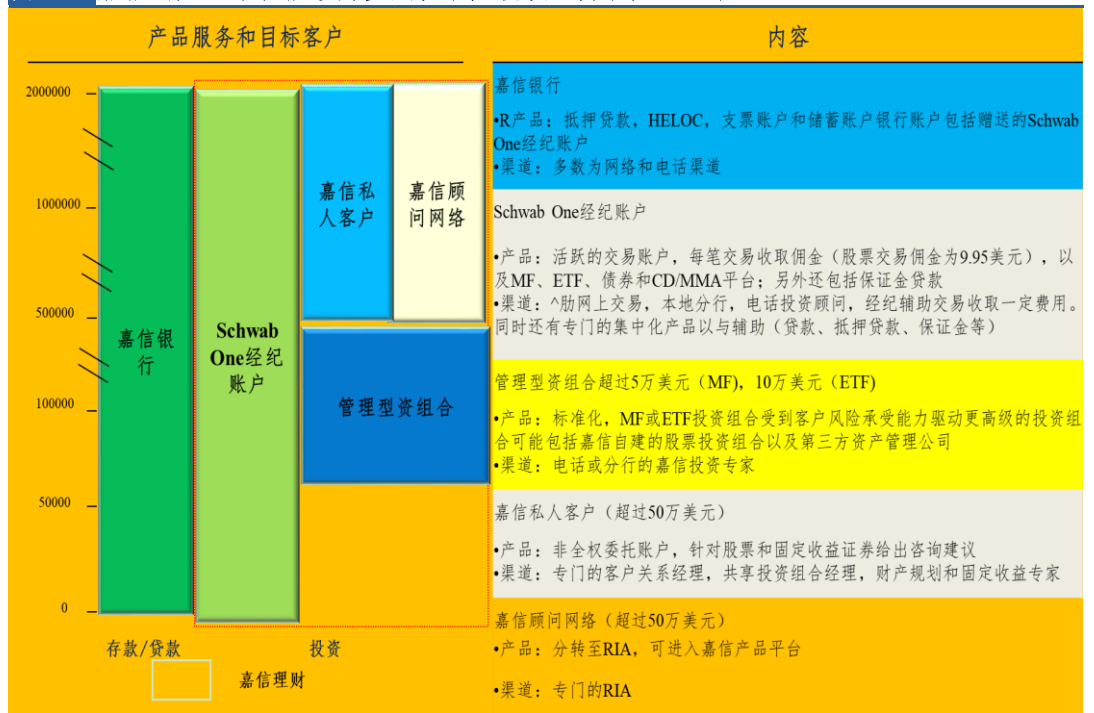 产品服务和目标客户
2000000
1000000
500000
100000
50000
0
嘉信银
行
Schwab
One经纪
账户
嘉信私
人客户
嘉信顾
问网络
管理型资组合
存款/贷款
投资
嘉信理财
内容
嘉信银行
•R产品：抵押贷款，HELOC，支票账户和储蓄账户银行账户包括赠送的Schwab
One经纪账户
•渠道：多数为网络和电话渠道
Schwab One经纪账户
•产品：活跃的交易账户，每笔交易收取佣金（股票交易佣金为9.95美元），以
及MF、ETF、债券和CD/MMA平台；另外还包括保证金贷款
•渠道：^肋网上交易，本地分行，电话投资顾问，经纪辅助交易收取一定费用。
同时还有专门的集中化产品以与辅助（贷款、抵押贷款、保证金等）
管理型资组合超过5万美元（MF)，10万美元（ETF)
•产品：标准化，MF或ETF投资组合受到客户风险承受能力驱动更高级的投资组
合可能包括嘉信自建的股票投资组合以及第三方资产管理公司
•渠道：电话或分行的嘉信投资专家
嘉信私人客户（超过50万美元）
•产品：非全权委托账户，针对股票和固定收益证券给出咨询建议
•渠道：专门的客户关系经理，共享投资组合经理，财产规划和固定收益专家
嘉信顾问网络（超过50万美元）
•产品：分转至RIA，可进入嘉信产品平台
•渠道：专门的RIA